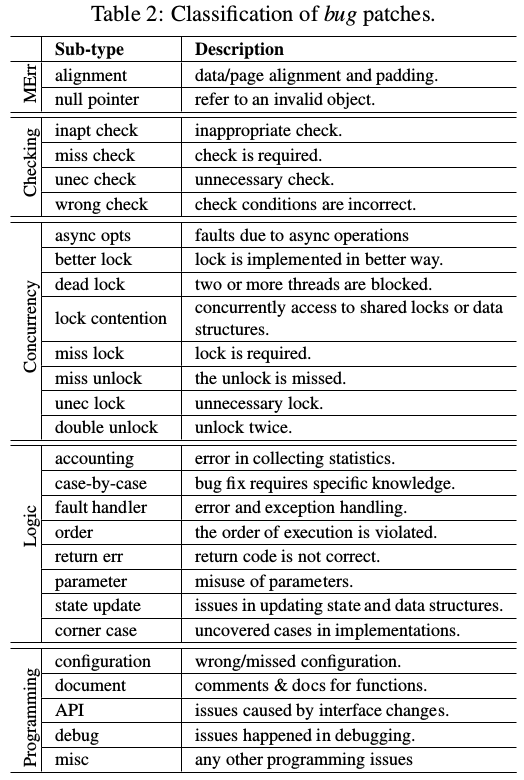 Table 2: Classification of bug patches.
Sub-type Description
MErr
alignment data/page alignment and padding.
null pointer refer to an invalid object.
Checking
inapt check inappropriate check.
miss check check is required.
unec check unnecessary check.
wrong check check conditions are incorrect.
Concurrency
async opts faults due to async operations
better lock lock is implemented in better way.
dead lock two or more threads are blocked.
lock contention concurrently access to shared locks or data
structures.
miss lock lock is required.
miss unlock the unlock is missed.
unec lock unnecessary lock.
double unlock unlock twice.
Logic
accounting error in collecting statistics.
case-by-case bug fix requires specific knowledge.
fault handler error and exception handling.
order the order of execution is violated.
return err return code is not correct.
parameter misuse of parameters.
state update issues in updating state and data structures.
corner case uncovered cases in implementations.
Programming
configuration wrong/missed configuration.
document comments & docs for functions.
API issues caused by interface changes.
debug issues happened in debugging.
misc any other programming issues